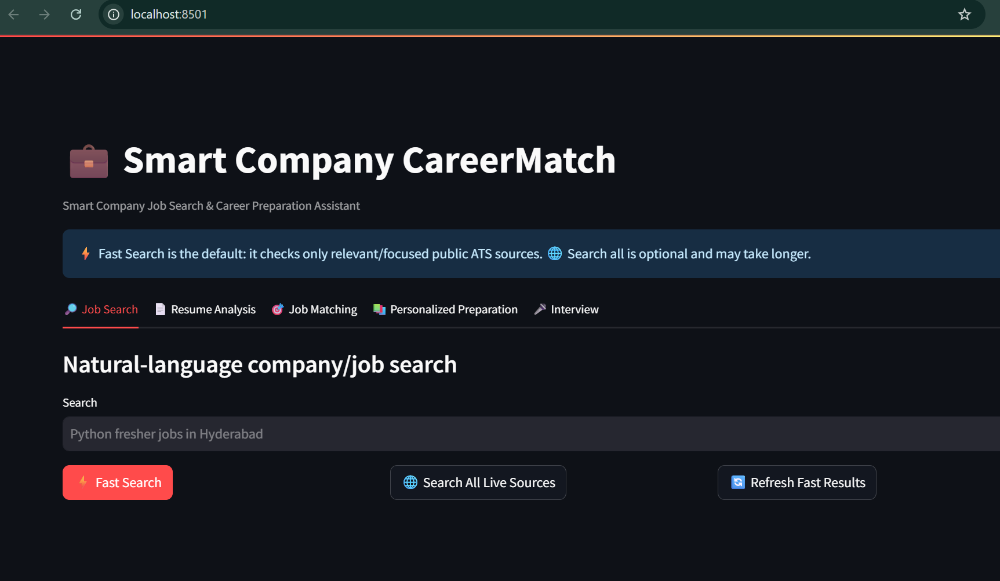 localhost:8501
Smart Company CareerMatch
Smart Company Job Search & Career Preparation Assistant
Fast Search is the default: it checks only relevant/focused public ATS sources. Search all is optional and may take longer.
Job Search Resume Analysis Job Matching Personalized Preparation Interview
Natural-language company/job search
Search
Python fresher jobs in Hyderabad
Fast Search Search All Live Sources Refresh Fast Results